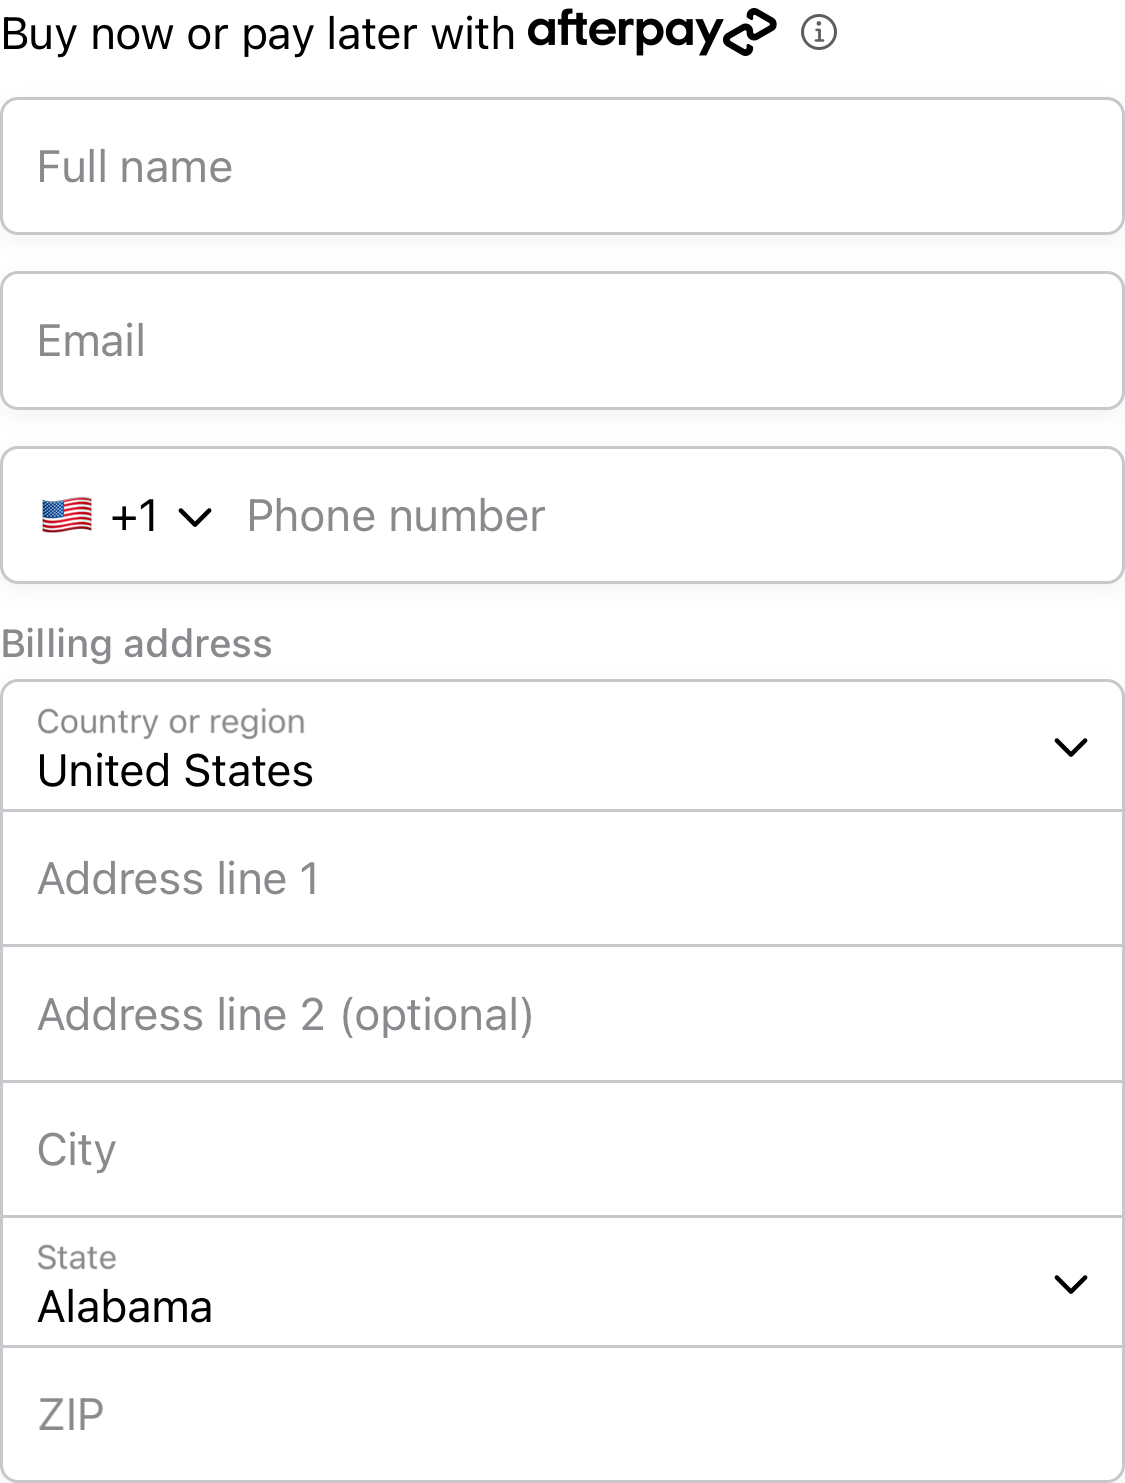 Buy now or pay later with afterpay
Full name
Email
+1 Phone number
Billing address
Country or region
United States
Address line 1
Address line 2 (optional)
City
State
Alabama
ZIP